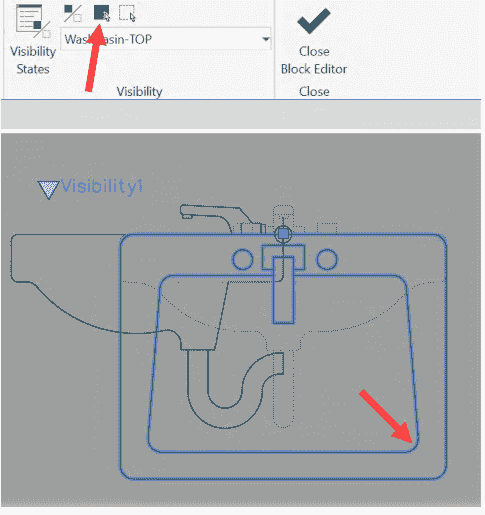 Visibility
States
Washbasin-TOP
Close
Block Editor
Visibility
Close
Visibility1